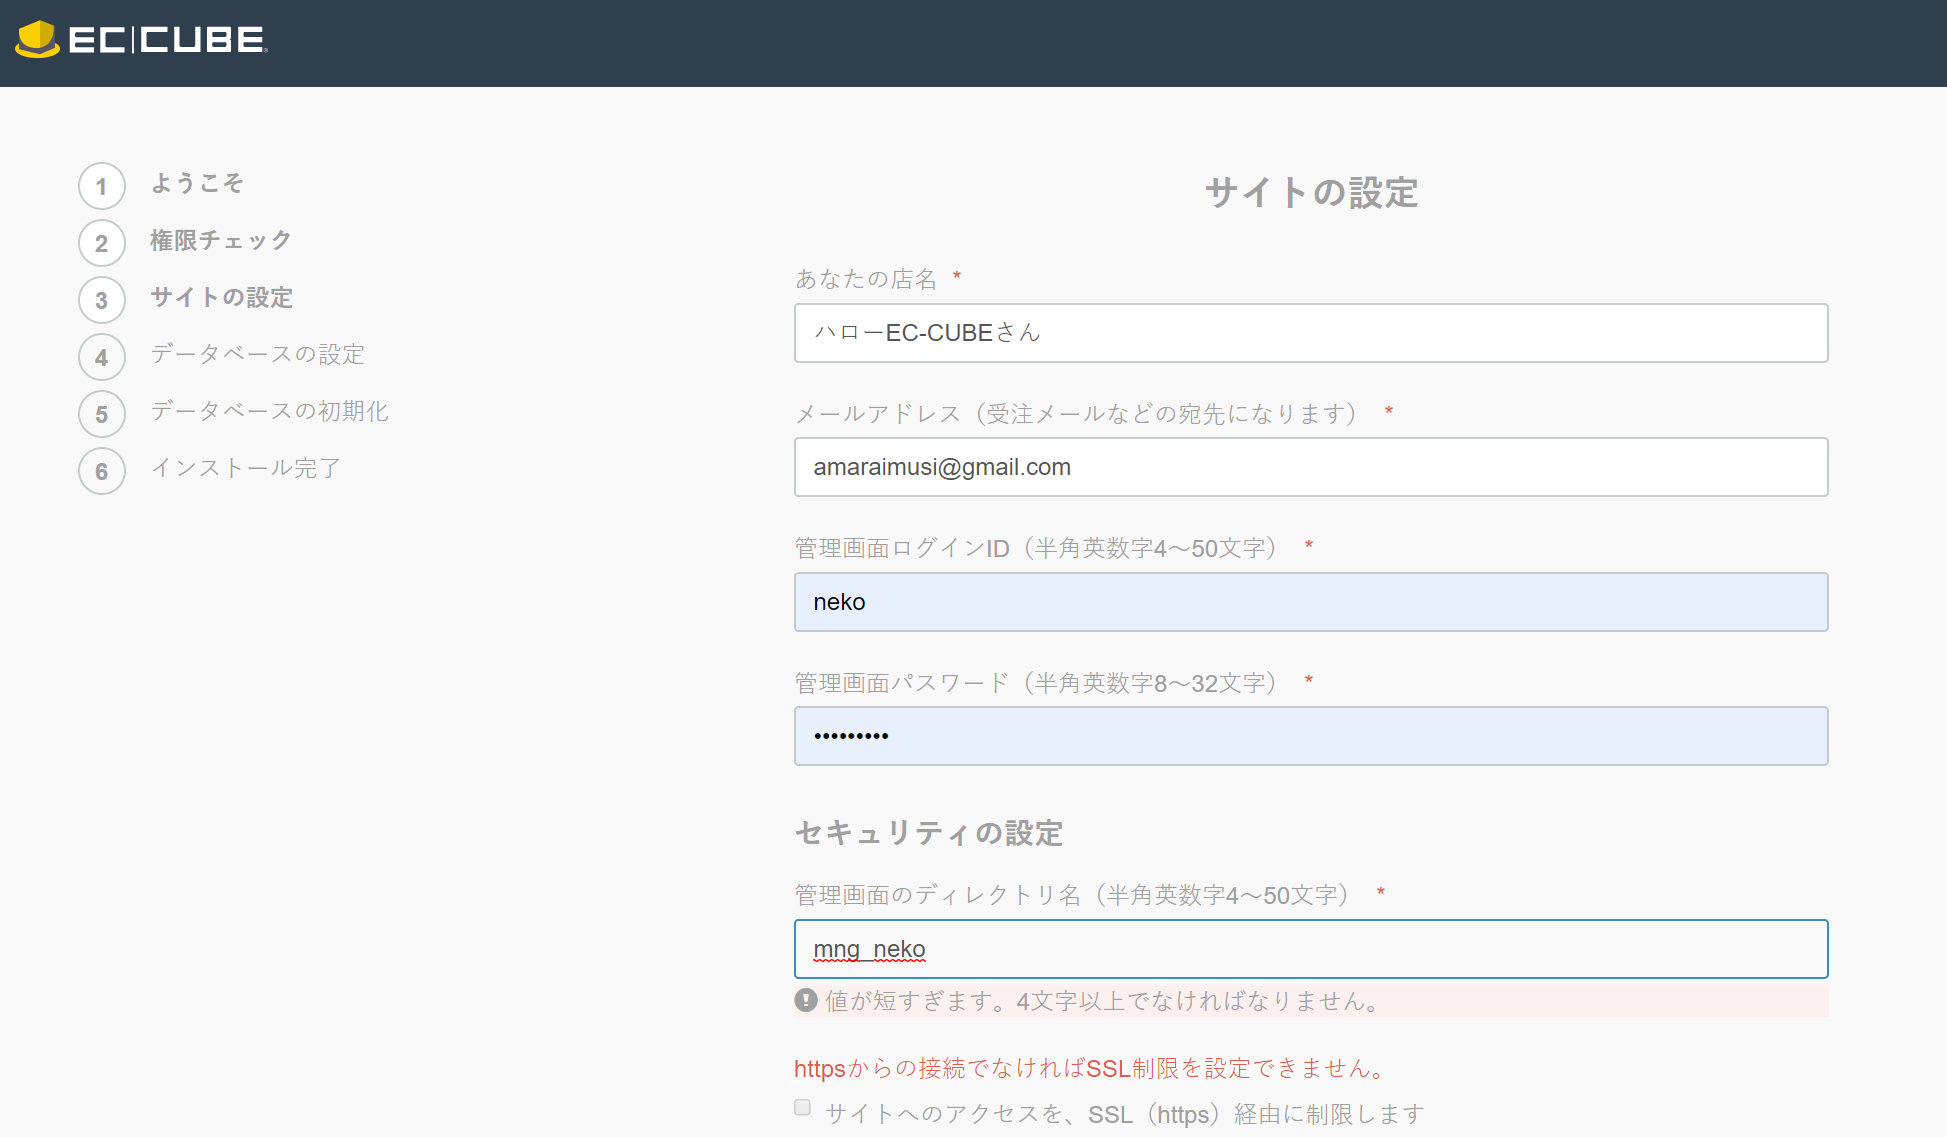 EC CUBE
1 ようこそ
2 権限チェック
3 サイトの設定
4 データベースの設定
5 データベースの初期化
6 インストール完了
サイトの設定
あなたの店名 *
ハローEC-CUBEさん
メールアドレス（受注メールなどの宛先になります） *
amaraimusi@gmail.com
管理画面ログインID（半角英数字4～50文字） *
neko
管理画面パスワード（半角英数字8～32文字） *
•••••••••
セキュリティの設定
管理画面のディレクトリ名（半角英数字4～50文字） *
mng_neko
値が短すぎます。4文字以上でなければなりません。
httpsからの接続でなければSSL制限を設定できません。
サイトへのアクセスを、SSL（https）経由に制限します